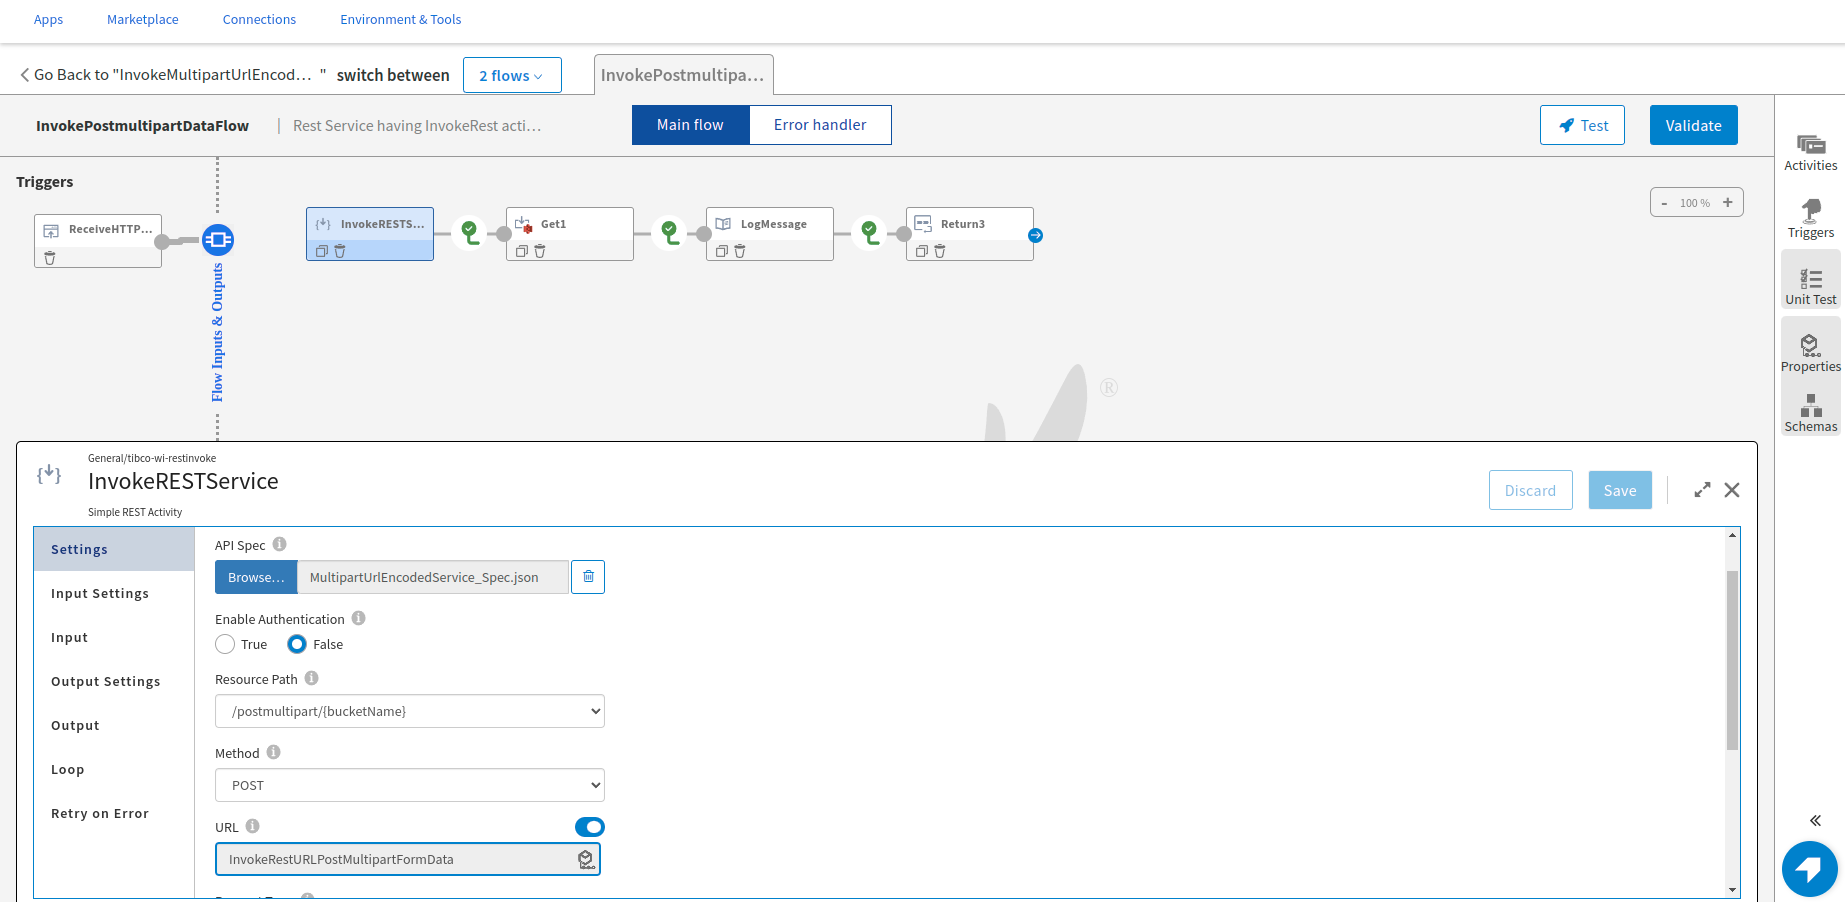 Apps Marketplace Connections Environment & Tools
Go Back to "InvokeMultipartUrlEncod... " switch between 2 flows InvokePostmultipa...
InvokePostmultipartDataFlow | Rest Service having InvokeRest acti... Main flow Error handler Test Validate
Triggers
ReceiveHTTP...
InvokeRESTS...
Get1
LogMessage
Return3
- 100 % +
Flow Inputs & Outputs
®
Activities
Triggers
Unit Test
Properties
Schemas
General/tibco-wi-restinvoke
InvokeRESTService
Simple REST Activity
Discard Save
Settings
Input Settings
Input
Output Settings
Output
Loop
Retry on Error
API Spec
Browse... MultipartUrlEncodedService_Spec.json
Enable Authentication
True False
Resource Path
/postmultipart/{bucketName}
Method
POST
URL
InvokeRestURLPostMultipartFormData